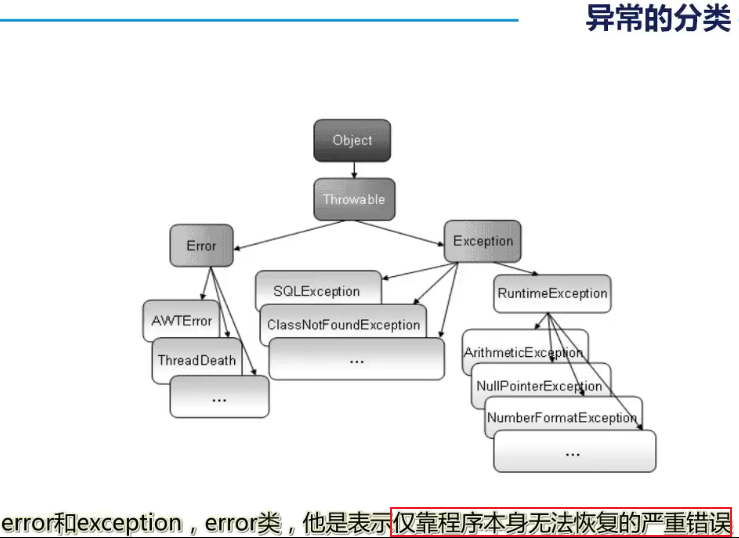 异常的分类
Object
Throwable
Error
Exception
SQLException
RuntimeException
AWTError
ClassNotFoundException
ThreadDeath
...
ArithmeticException
NullPointerException
...
NumberFormatException
...
error和exception，error类，他是表示仅靠程序本身无法恢复的严重错误